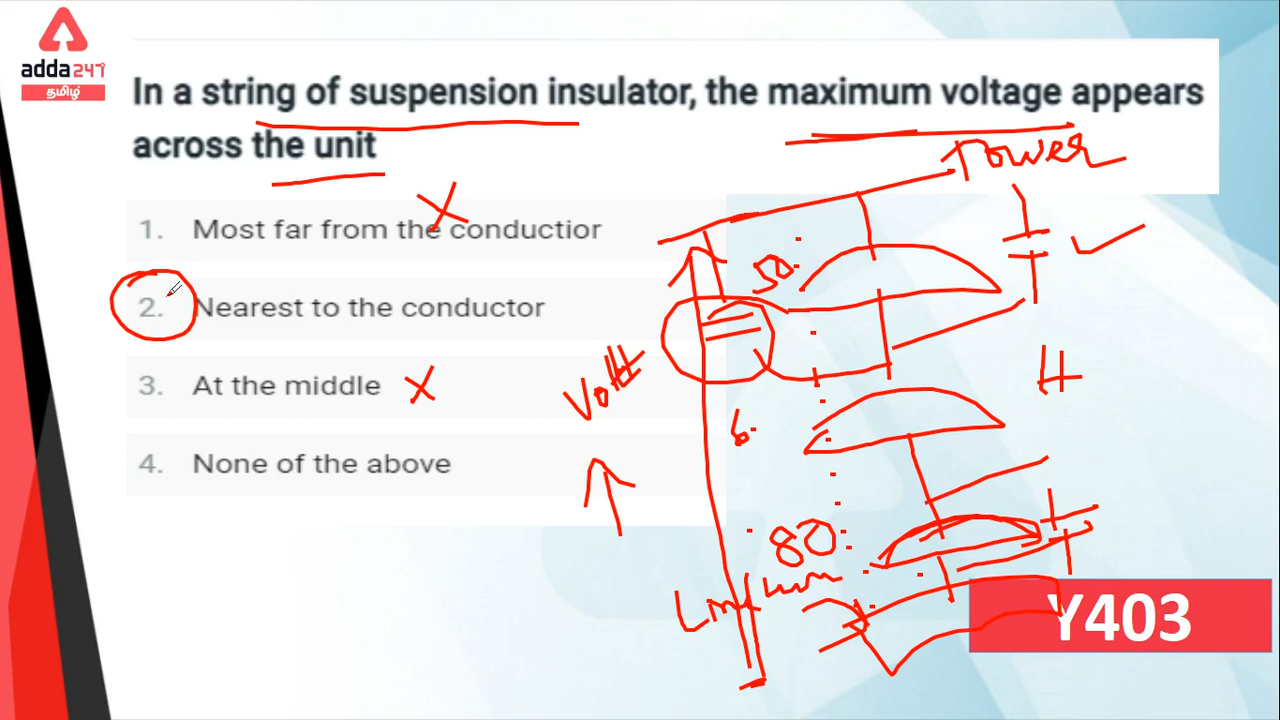 adda247
தமிழ்
In a string of suspension insulator, the maximum voltage appears
across the unit
1. Most far from the conductior
2. Nearest to the conductor
3. At the middle
4. None of the above
Tower
50
Volt
6
80
Y403